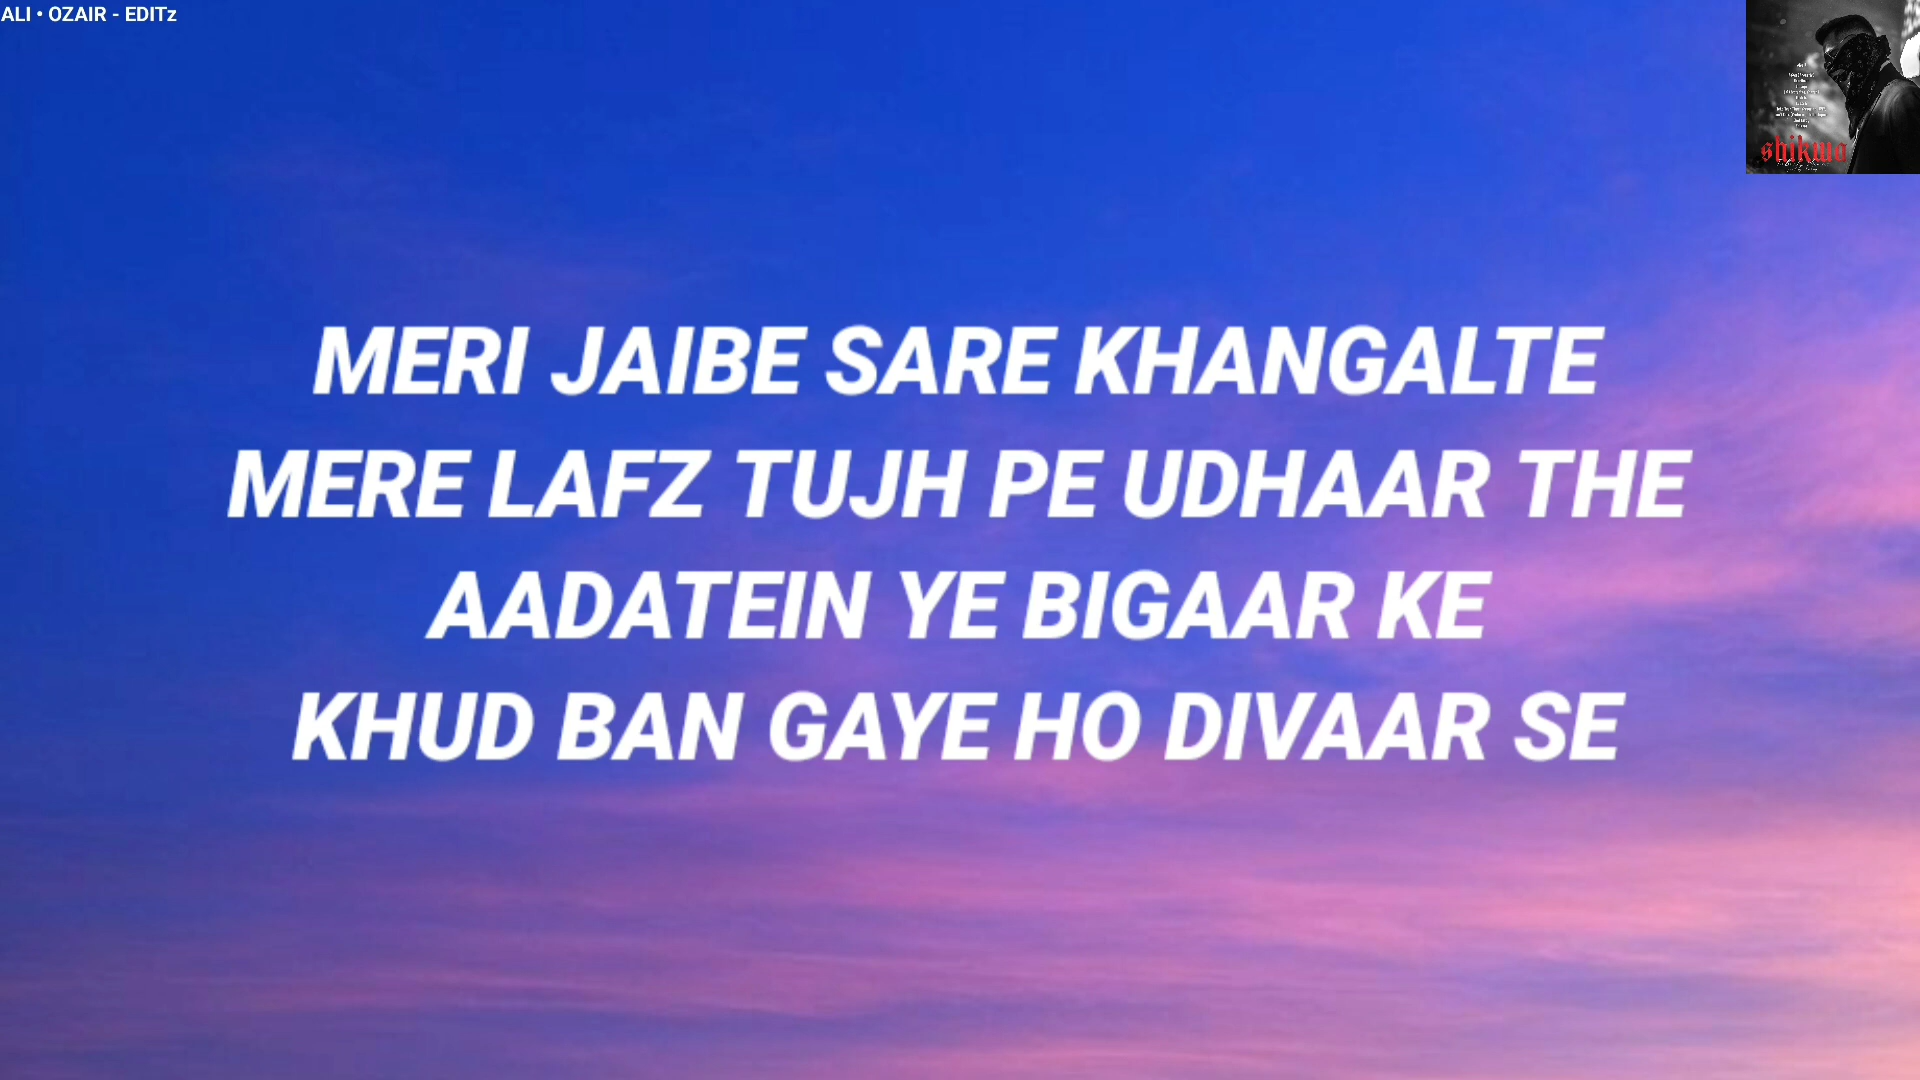 ALI • OZAIR - EDITz
shikwa
MERI JAIBE SARE KHANGALTE
MERE LAFZ TUJH PE UDHAAR THE
AADATEIN YE BIGAAR KE
KHUD BAN GAYE HO DIVAAR SE